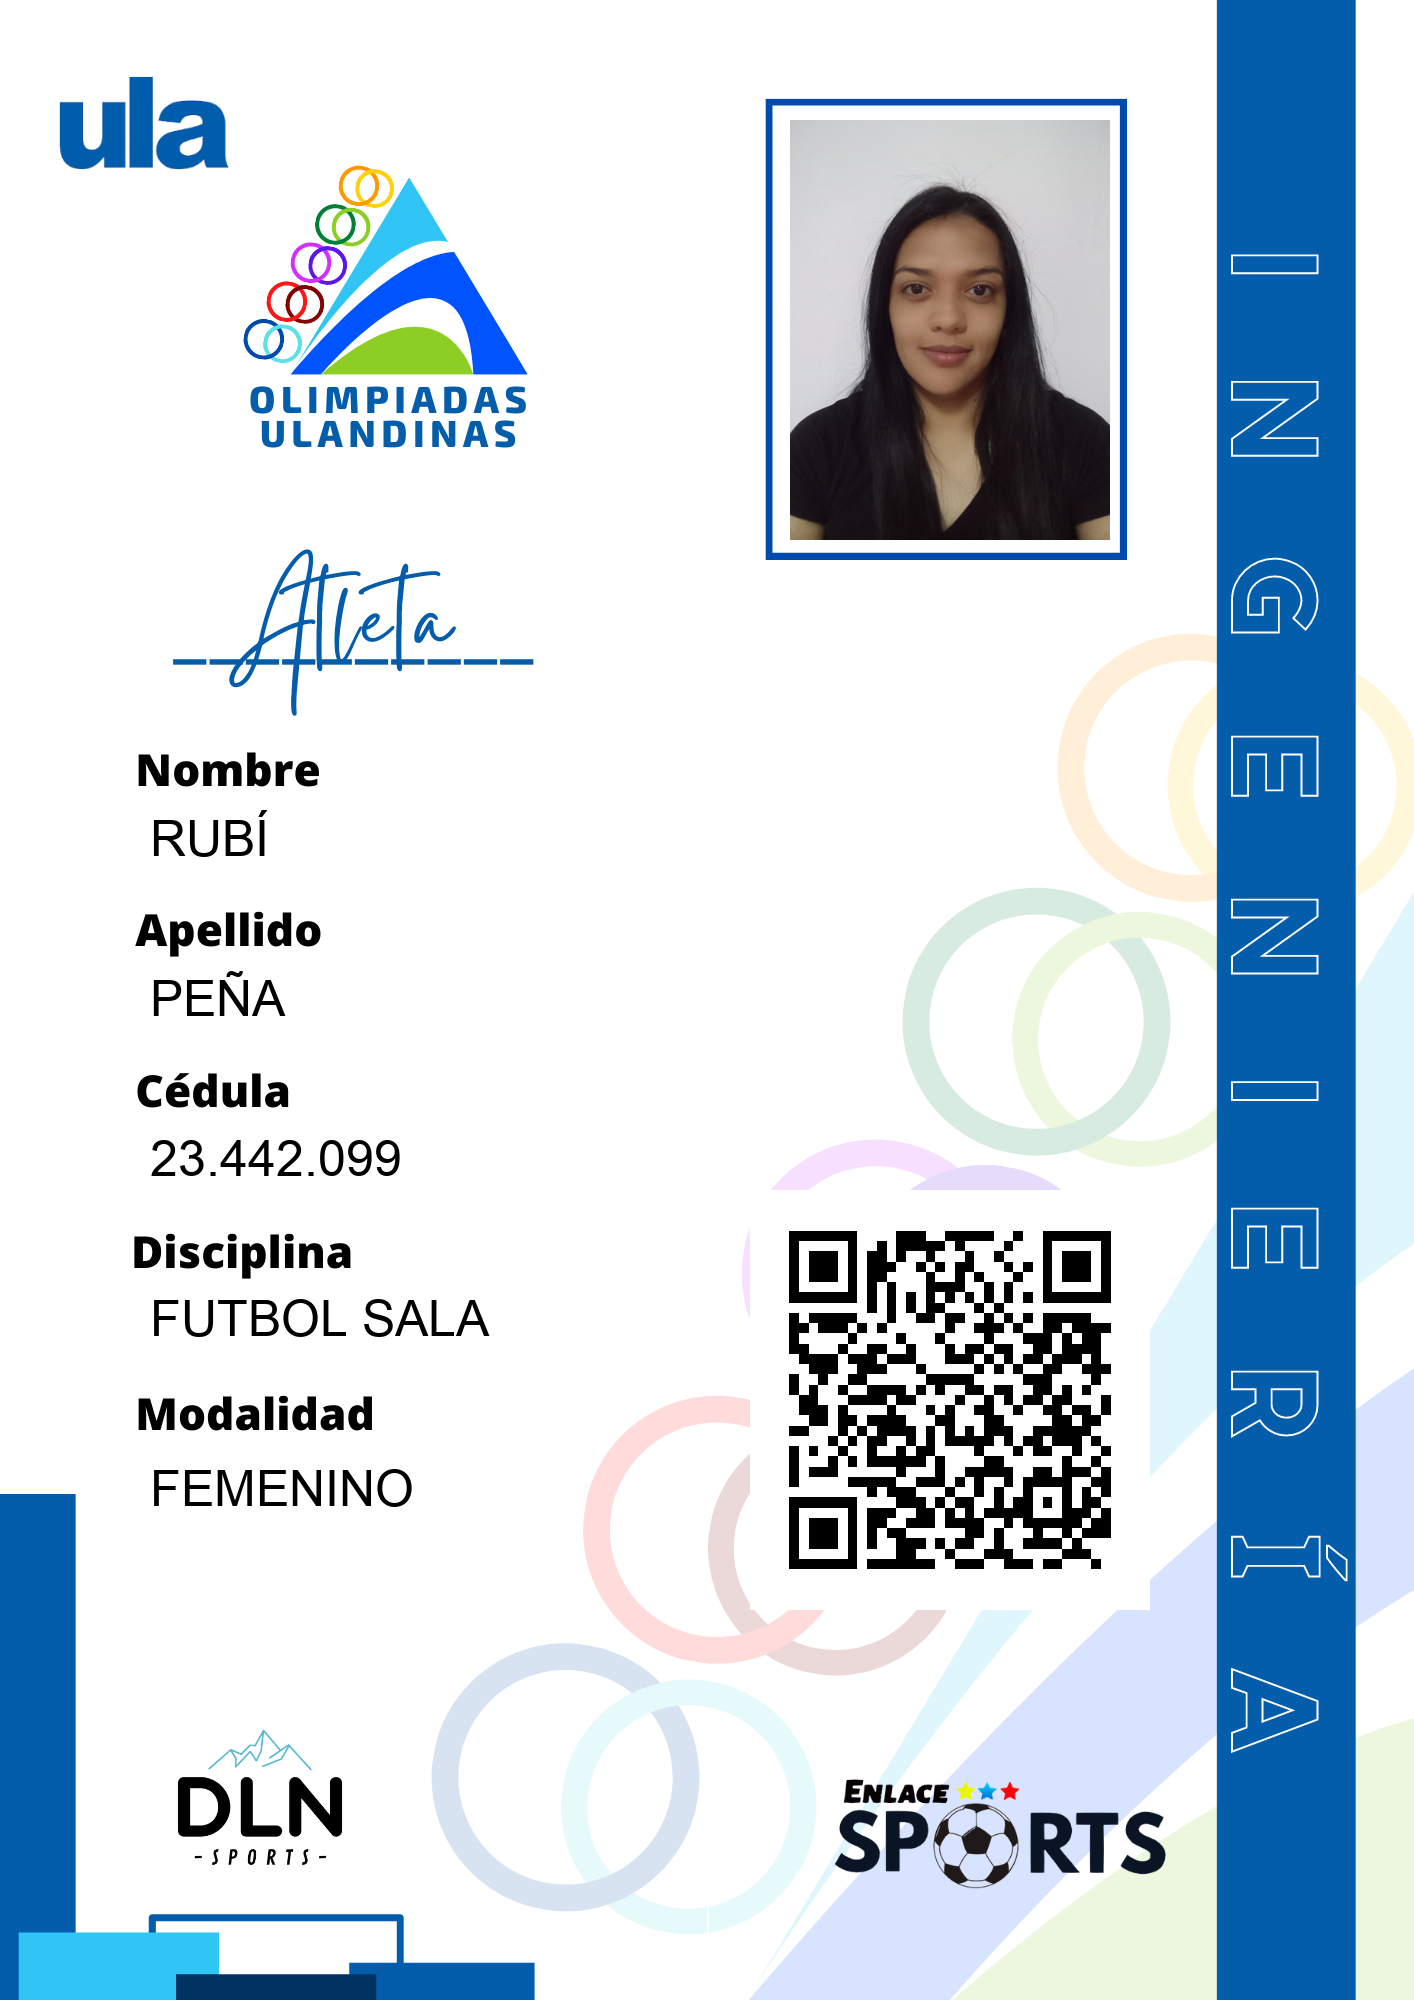 ula
OLIMPIADAS
ULANDINAS
Atleta
Nombre
RUBÍ
Apellido
PEÑA
Cédula
23.442.099
Disciplina
FUTBOL SALA
Modalidad
FEMENINO
DLN
-SPORTS-
ENLACE
SPORTS
INGENIERÍA